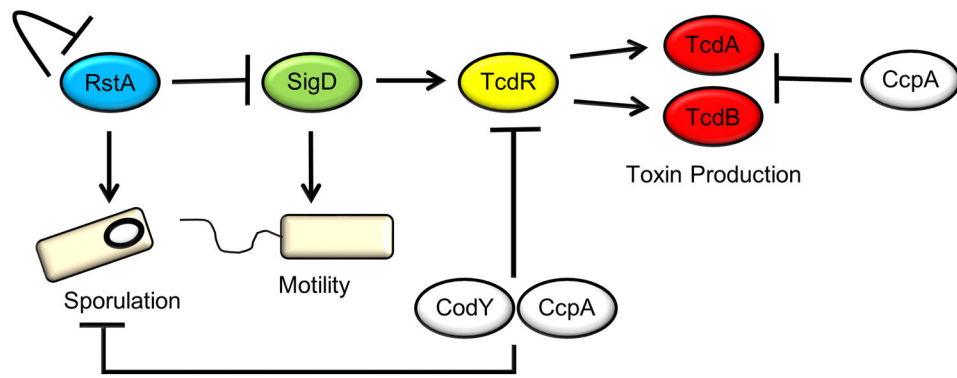 TcdA
RstA
SigD
TcdR
CcpA
TcdB
Toxin Production
Sporulation
Motility
CodY
CcpA